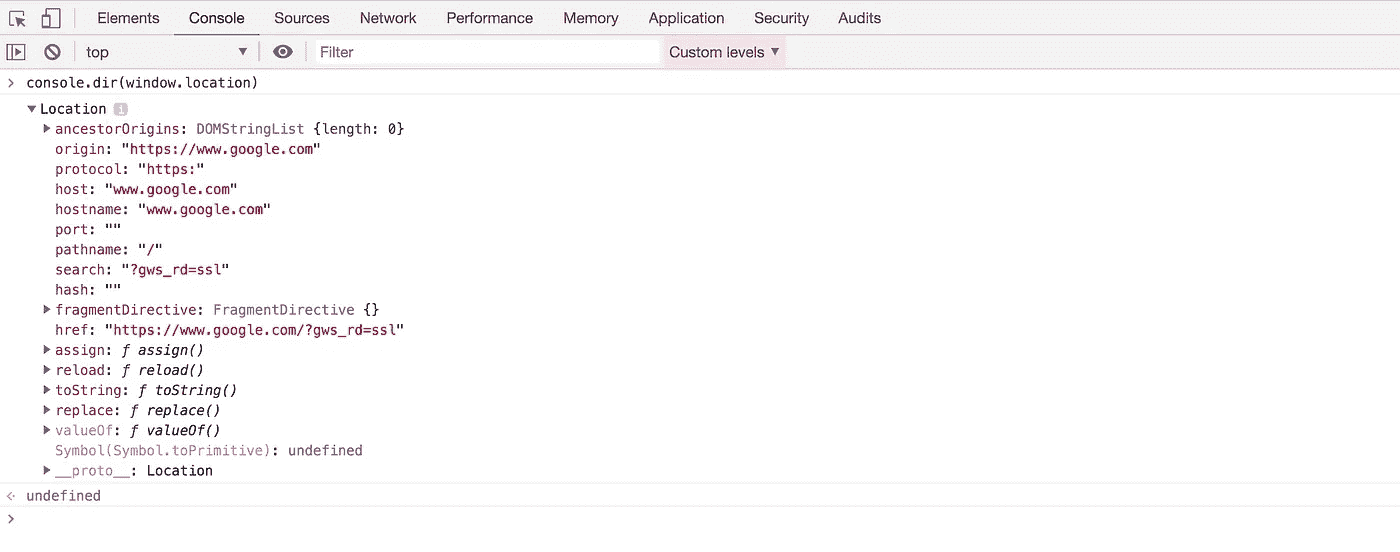 Elements Console Sources Network Performance Memory Application Security Audits
top Filter Custom levels
console.dir(window.location)
Location i
ancestorOrigins: DOMStringList {length: 0}
origin: "https://www.google.com"
protocol: "https:"
host: "www.google.com"
hostname: "www.google.com"
port: ""
pathname: "/"
search: "?gws_rd=ssl"
hash: ""
fragmentDirective: FragmentDirective {}
href: "https://www.google.com/?gws_rd=ssl"
assign: ƒ assign()
reload: ƒ reload()
toString: ƒ toString()
replace: ƒ replace()
valueOf: ƒ valueOf()
Symbol(Symbol.toPrimitive): undefined
__proto__: Location
undefined